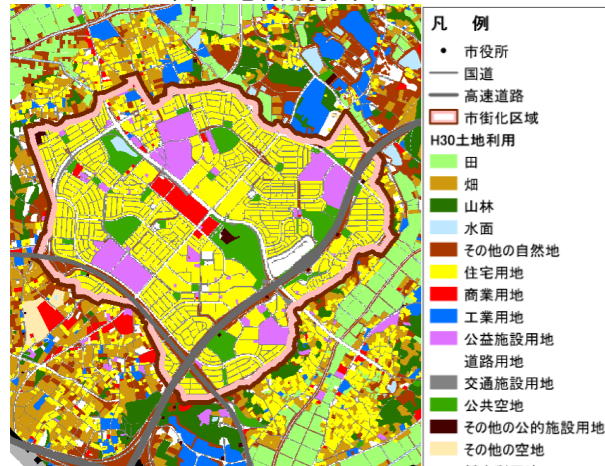 凡 例
市役所
国道
高速道路
市街化区域
H30土地利用
田
畑
山林
水面
その他の自然地
住宅用地
商業用地
工業用地
公益施設用地
道路用地
交通施設用地
公共空地
その他の公的施設用地
その他の空地